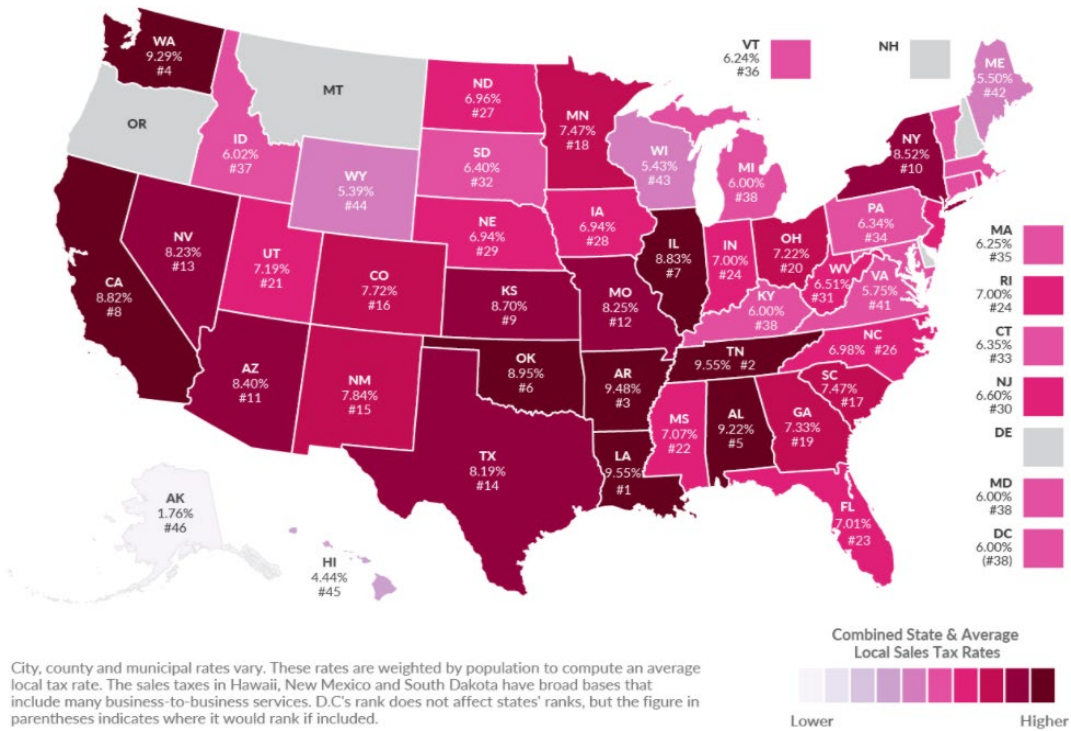 WA
9.29%
#4
OR
MT
ID
6.02%
#37
WY
5.39%
#44
ND
6.96%
#27
SD
6.40%
#32
NE
6.94%
#29
MN
7.47%
#18
WI
5.43%
#43
MI
6.00%
#38
IA
6.94%
#28
VT
6.24%
#36
NH
ME
5.50%
#42
NY
8.52%
#10
PA
6.34%
#34
CA
8.82%
#8
NV
8.23%
#13
UT
7.19%
#21
CO
7.72%
#16
KS
8.70%
#9
MO
8.25%
#12
IL
8.83%
#7
IN
7.00%
#24
OH
7.22%
#20
WV
6.51%
#31
VA
5.75%
#41
KY
6.00%
#38
AZ
8.40%
#11
NM
7.84%
#15
OK
8.95%
#6
AR
9.48%
#3
TN
9.55% #2
NC
6.98% #26
SC
7.47%
#17
TX
8.19%
#14
LA
9.55%
#1
MS
7.07%
#22
AL
9.22%
#5
GA
7.33%
#19
FL
7.01%
#23
AK
1.76%
#46
HI
4.44%
#45
MA
6.25%
#35
RI
7.00%
#24
CT
6.35%
#33
NJ
6.60%
#30
DE
MD
6.00%
#38
DC
6.00%
(#38)
City, county and municipal rates vary. These rates are weighted by population to compute an average
local tax rate. The sales taxes in Hawaii, New Mexico and South Dakota have broad bases that
include many business-to-business services. D.C's rank does not affect states' ranks, but the figure in
parentheses indicates where it would rank if included.
Combined State & Average
Local Sales Tax Rates
Lower Higher